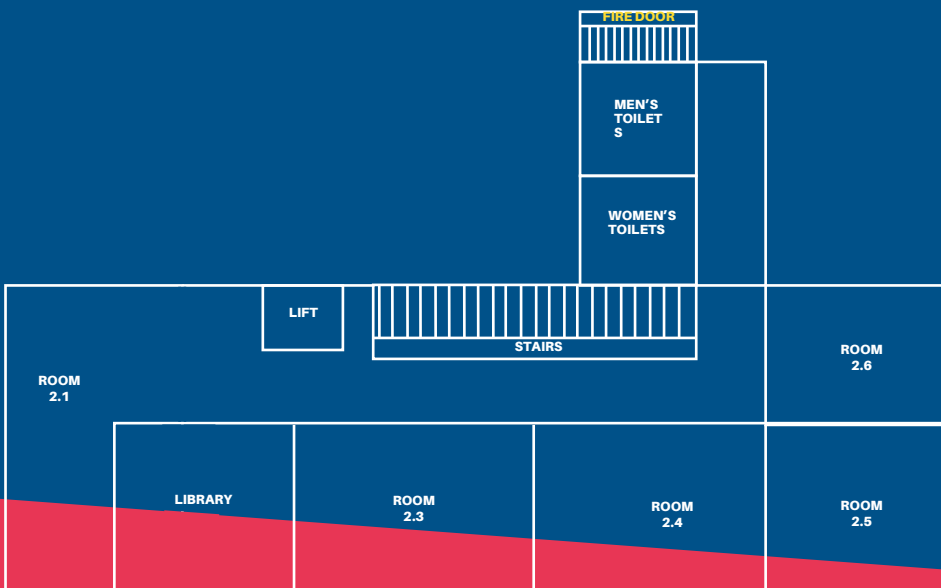 FIRE DOOR
MEN'S
TOILET
S
WOMEN'S
TOILETS
LIFT
STAIRS
ROOM
2.6
ROOM
2.1
LIBRARY
ROOM
2.3
ROOM
2.4
ROOM
2.5